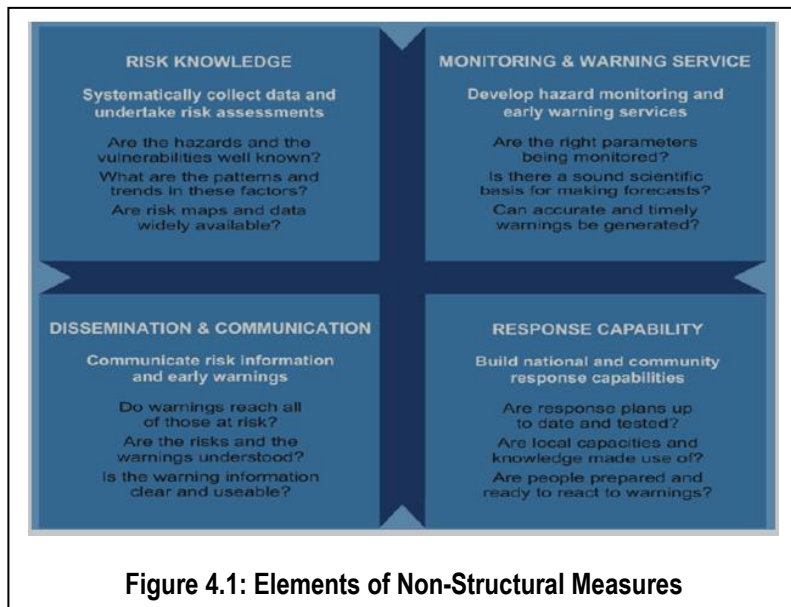 RISK KNOWLEDGE
Systematically collect data and
undertake risk assessments
Are the hazards and the
vulnerabilities well known?
What are the patterns and
trends in these factors?
Are risk maps and data
widely available?
MONITORING & WARNING SERVICE
Develop hazard monitoring and
early warning services
Are the right parameters
being monitored?
Is there a sound scientific
basis for making forecasts?
Can accurate and timely
warnings be generated?
DISSEMINATION & COMMUNICATION
Communicate risk information
and early warnings
Do warnings reach all
of those at risk?
Are the risks and the
warnings understood?
Is the warning information
clear and useable?
RESPONSE CAPABILITY
Build national and community
response capabilities
Are response plans up
to date and tested?
Are local capacities and
knowledge made use of?
Are people prepared and
ready to react to warnings?
Figure 4.1: Elements of Non-Structural Measures